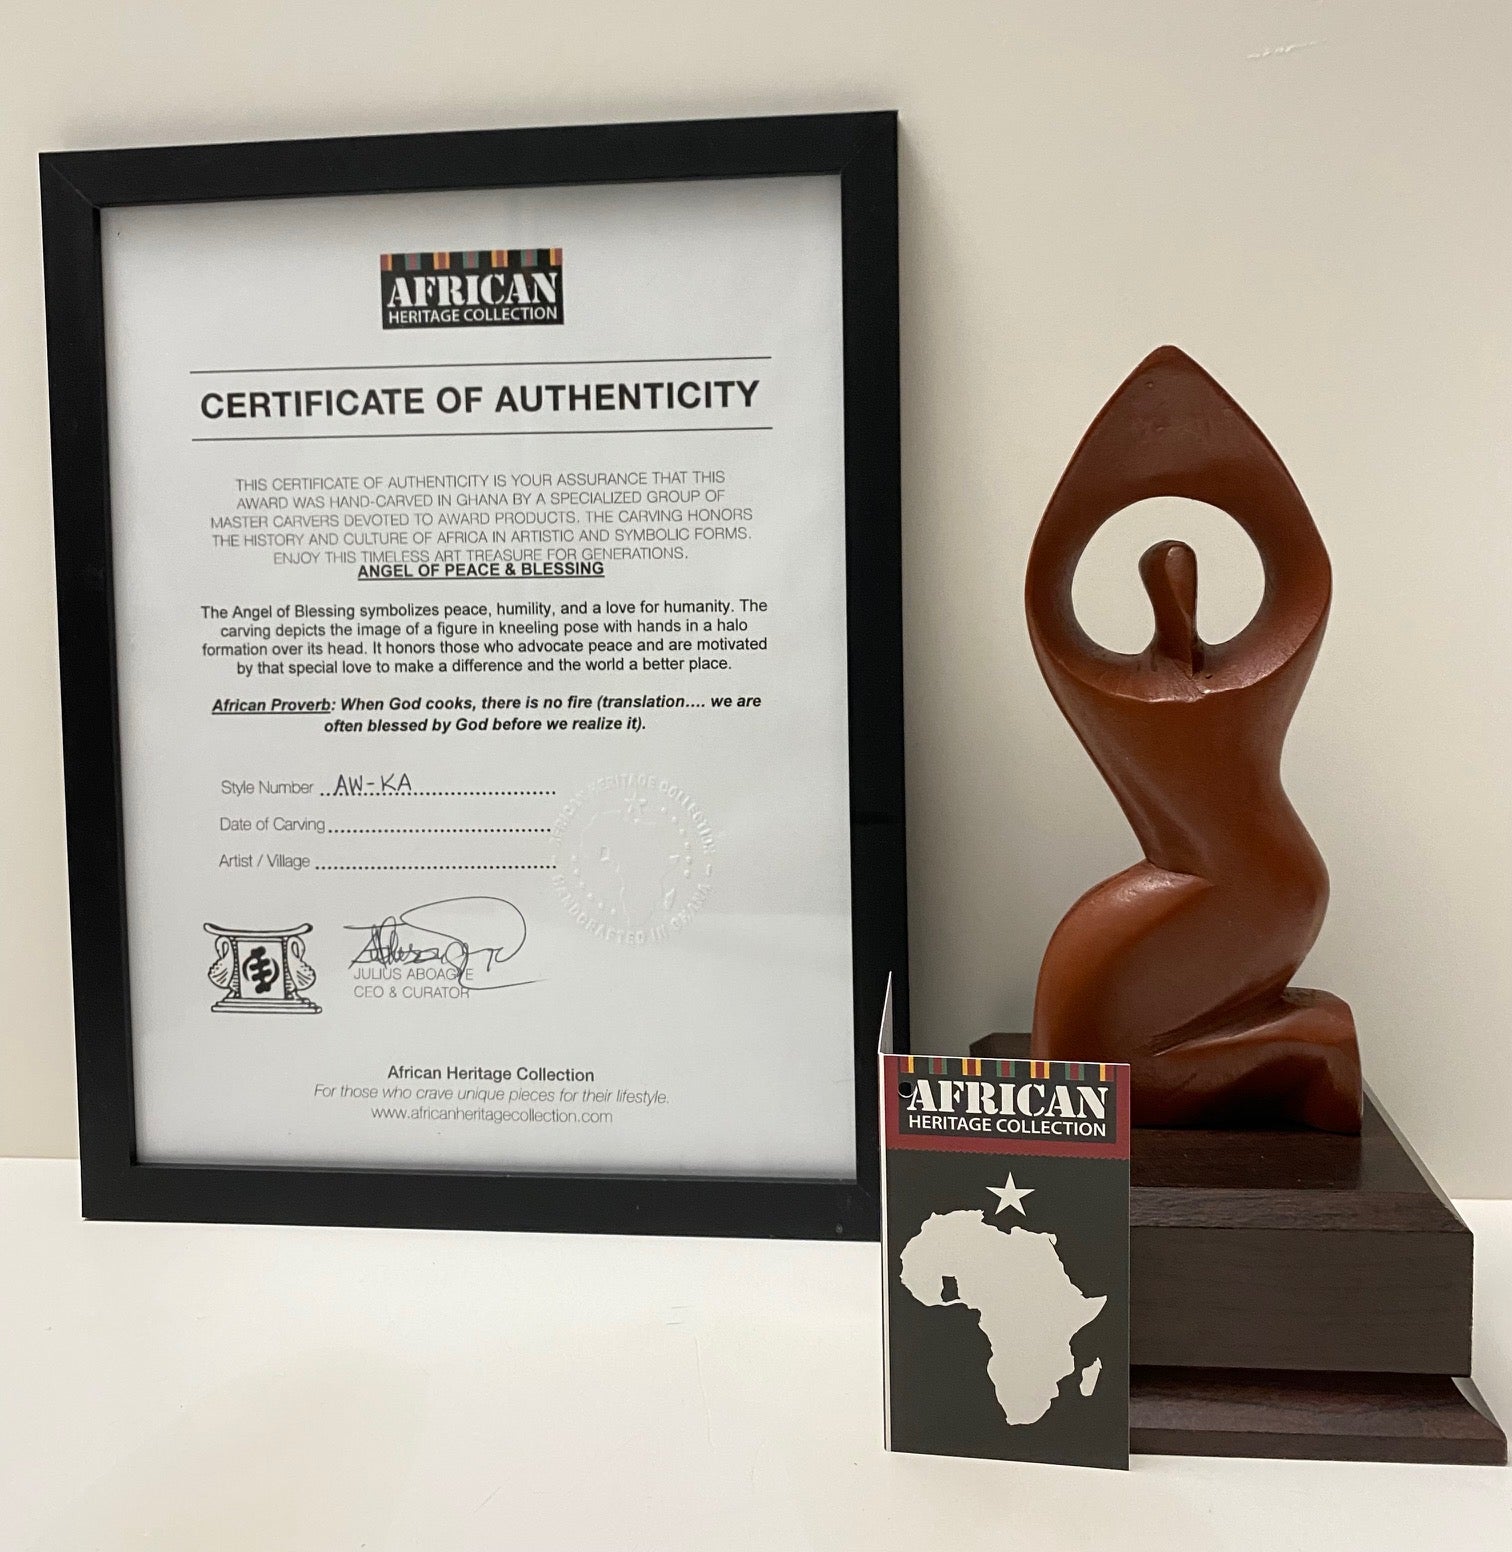 AFRICAN
HERITAGE COLLECTION
CERTIFICATE OF AUTHENTICITY
THIS CERTIFICATE OF AUTHENTICITY IS YOUR ASSURANCE THAT THIS
AWARD WAS HAND-CARVED IN GHANA BY A SPECIALIZED GROUP OF
MASTER CARVERS DEVOTED TO AWARD PRODUCTS. THE CARVING HONORS
THE HISTORY AND CULTURE OF AFRICA IN ARTISTIC AND SYMBOLIC FORMS.
ENJOY THIS TIMELESS ART TREASURE FOR GENERATIONS.
ANGEL OF PEACE & BLESSING
The Angel of Blessing symbolizes peace, humility, and a love for humanity. The
carving depicts the image of a figure in kneeling pose with hands in a halo
formation over its head. It honors those who advocate peace and are motivated
by that special love to make a difference and the world a better place.
African Proverb: When God cooks, there is no fire (translation.... we are
often blessed by God before we realize it).
Style Number ..AW-KA........................
Date of Carving.....................................
Artist / Village ........................................
AFRICAN HERITAGE COLLECTION
HANDCRAFTED IN GHANA
JULIUS ABOAGYE
CEO & CURATOR
African Heritage Collection
For those who crave unique pieces for their lifestyle.
www.africanheritagecollection.com
AFRICAN
HERITAGE COLLECTION